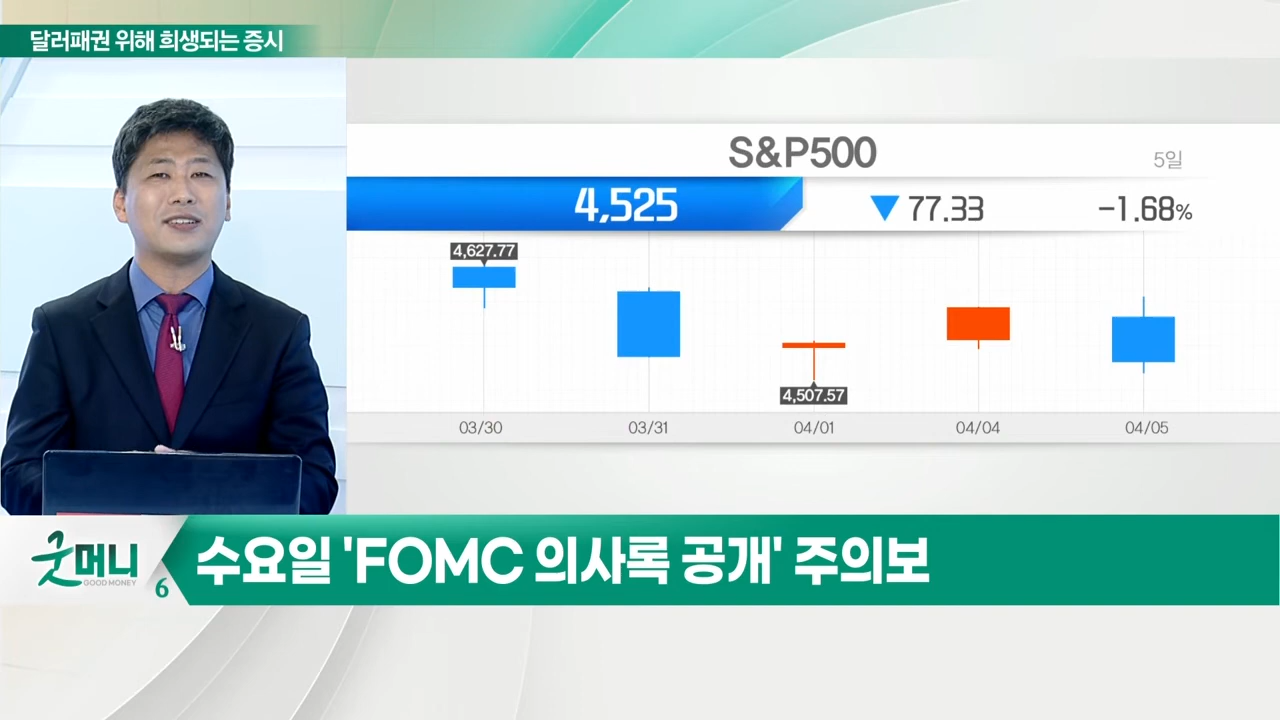 달러패권 위해 희생되는 증시
S&P500
5일
4,525 ▼ 77.33 -1.68%
4,627.77
4,507.57
03/30 03/31 04/01 04/04 04/05
굿머니
GOOD MONEY
6
수요일 'FOMC 의사록 공개' 주의보